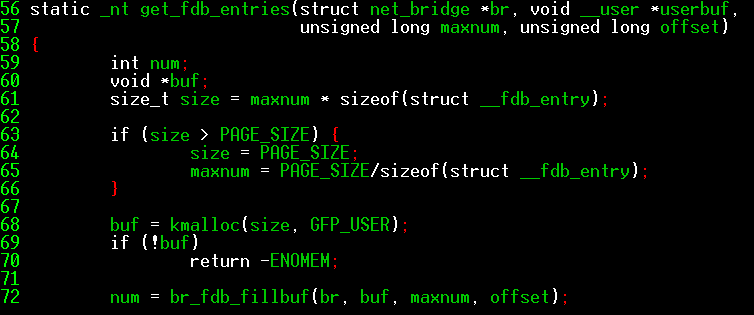 56 static _nt get_fdb_entries(struct net_bridge *br, void __user *userbuf,
57                            unsigned long maxnum, unsigned long offset)
58 {
59         int num;
60         void *buf;
61         size_t size = maxnum * sizeof(struct __fdb_entry);
62
63         if (size > PAGE_SIZE) {
64                 size = PAGE_SIZE;
65                 maxnum = PAGE_SIZE/sizeof(struct __fdb_entry);
66         }
67
68         buf = kmalloc(size, GFP_USER);
69         if (!buf)
70                 return -ENOMEM;
71
72         num = br_fdb_fillbuf(br, buf, maxnum, offset);